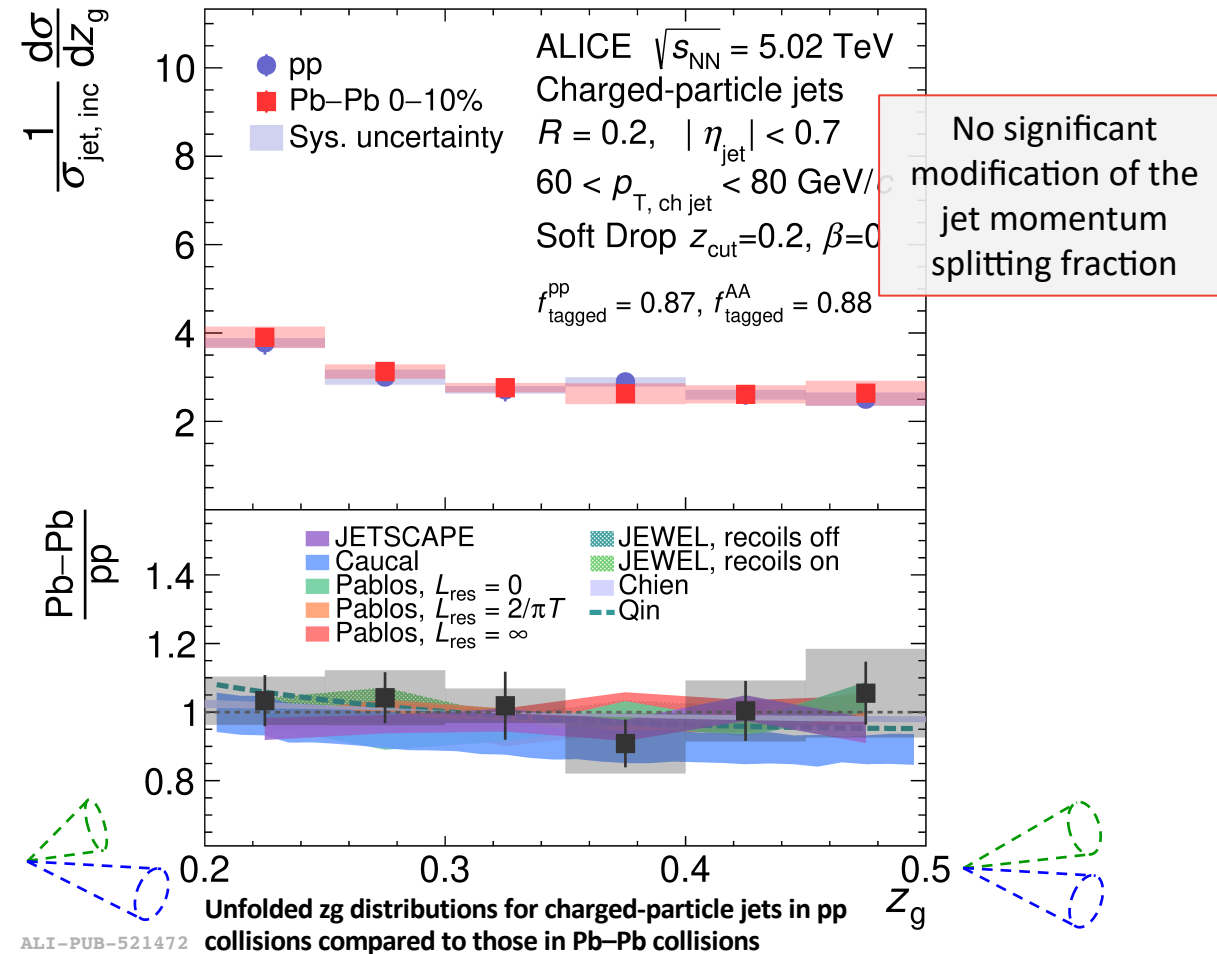 1/σ_jet, inc dσ/dz_g
10
8
6
4
2
pp
Pb–Pb 0–10%
Sys. uncertainty
ALICE √s_NN = 5.02 TeV
Charged-particle jets
R = 0.2, | η_jet | < 0.7
60 < p_T, ch jet < 80 GeV/c
Soft Drop z_cut=0.2, β=0
f^pp_tagged = 0.87, f^AA_tagged = 0.88
No significant
modification of the
jet momentum
splitting fraction
Pb–Pb/pp
1.4
1.2
1
0.8
JETSCAPE
Caucal
Pablos, L_res = 0
Pablos, L_res = 2/πT
Pablos, L_res = ∞
JEWEL, recoils off
JEWEL, recoils on
Chien
Qin
0.2 0.3 0.4 0.5
z_g
Unfolded zg distributions for charged-particle jets in pp
collisions compared to those in Pb–Pb collisions
ALI-PUB-521472